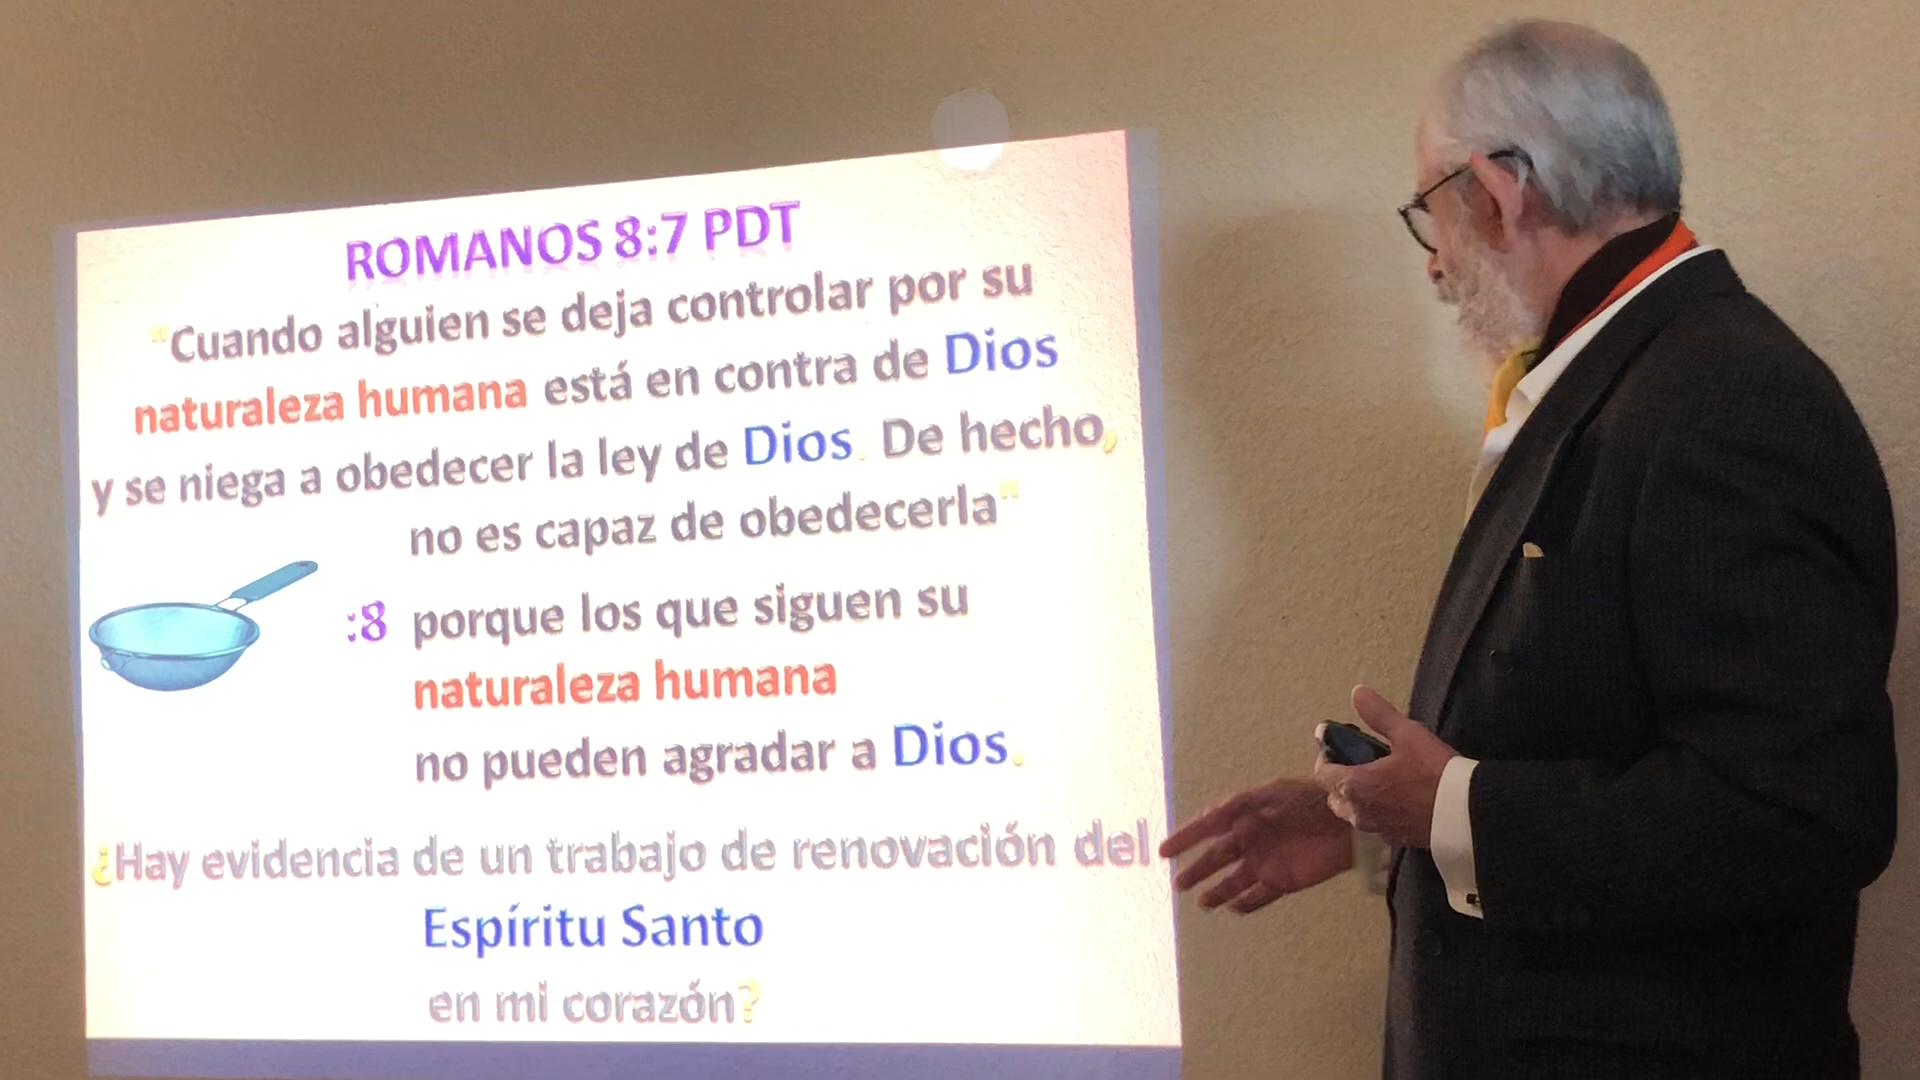 ROMANOS 8:7 PDT
"Cuando alguien se deja controlar por su
naturaleza humana está en contra de Dios
y se niega a obedecer la ley de Dios. De hecho,
no es capaz de obedecerla"
:8 porque los que siguen su
naturaleza humana
no pueden agradar a Dios.
¿Hay evidencia de un trabajo de renovación del
Espíritu Santo
en mi corazón?